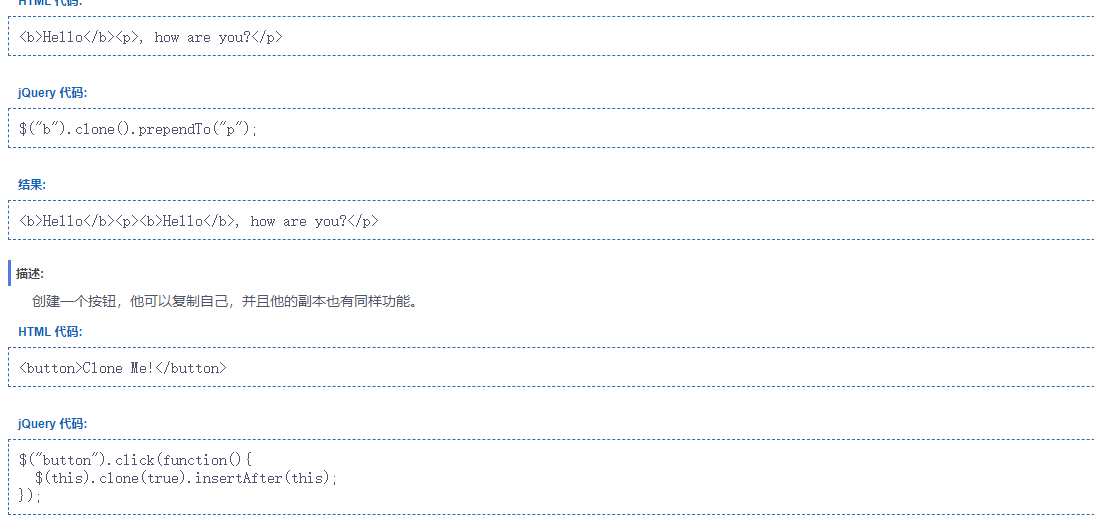 HTML 代码:
<b>Hello</b><p>, how are you?</p>
jQuery 代码:
$("b").clone().prependTo("p");
结果:
<b>Hello</b><p><b>Hello</b>, how are you?</p>
描述:
创建一个按钮，他可以复制自己，并且他的副本也有同样功能。
HTML 代码:
<button>Clone Me!</button>
jQuery 代码:
$("button").click(function(){
  $(this).clone(true).insertAfter(this);
});